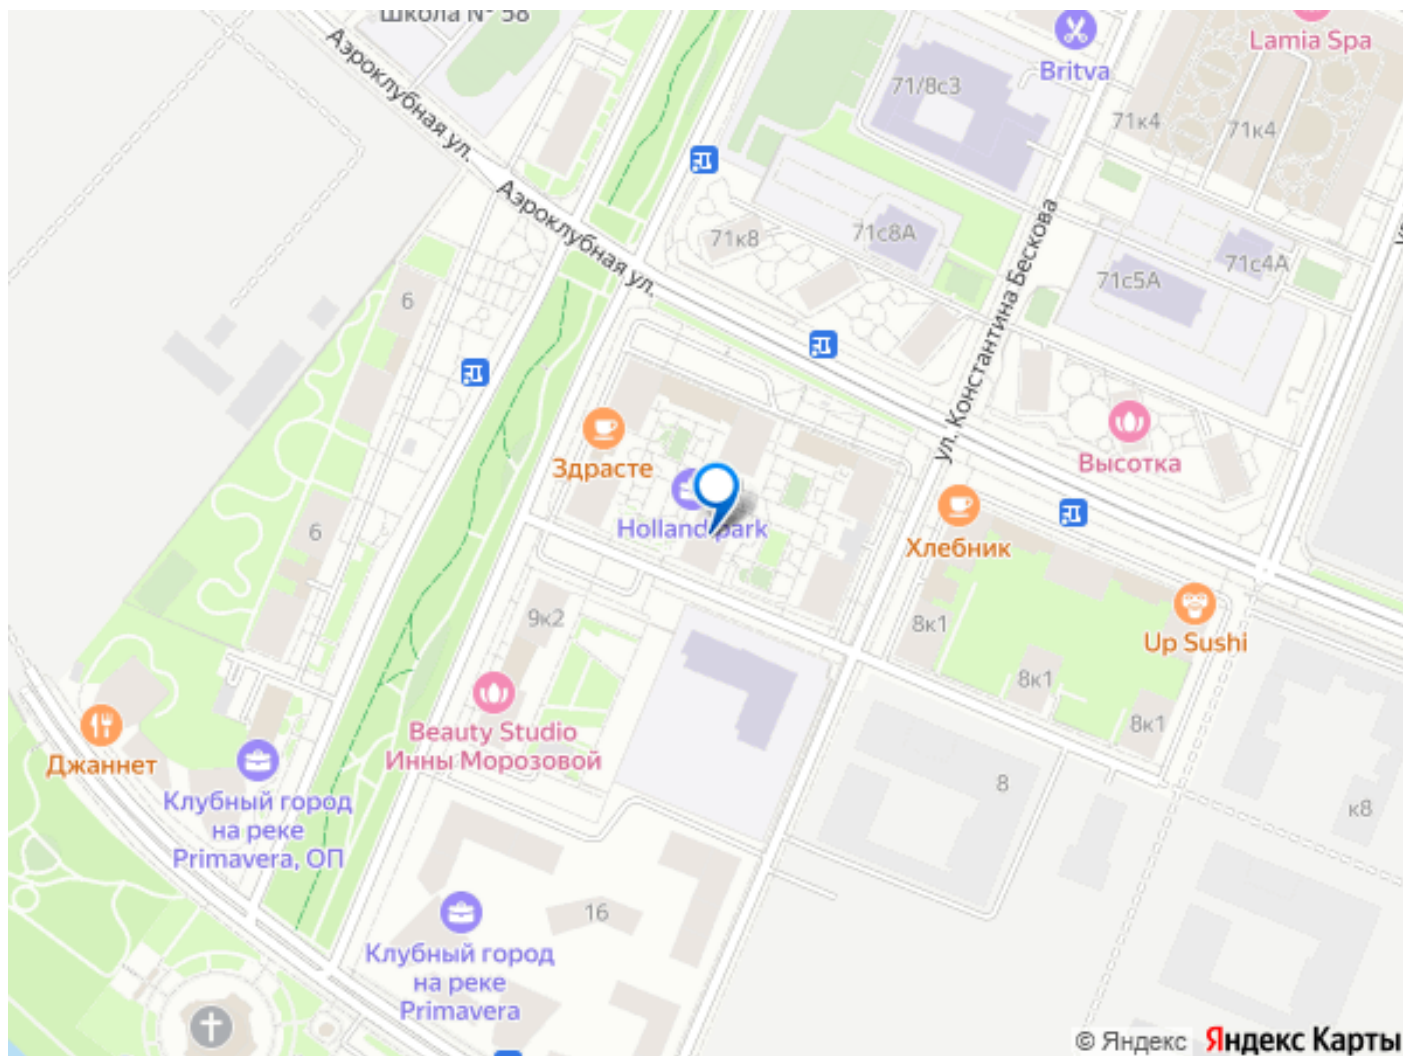 Школа № 58
Аэроклубная ул.
Аэроклубная ул.
Britva
Lamia Spa
71/8с3
71к4
71к4
71к8
71с8А
71с5А
71с4А
ул. Константина Бескова
6
Здрасте
Holland park
Высотка
Хлебник
6
9к2
8к1
Up Sushi
8к1
8к1
Beauty Studio
Инны Морозовой
Джаннет
Клубный город
на реке
Primavera, ОП
8
к8
16
Клубный город
на реке
Primavera
© Яндекс Яндекс Карты